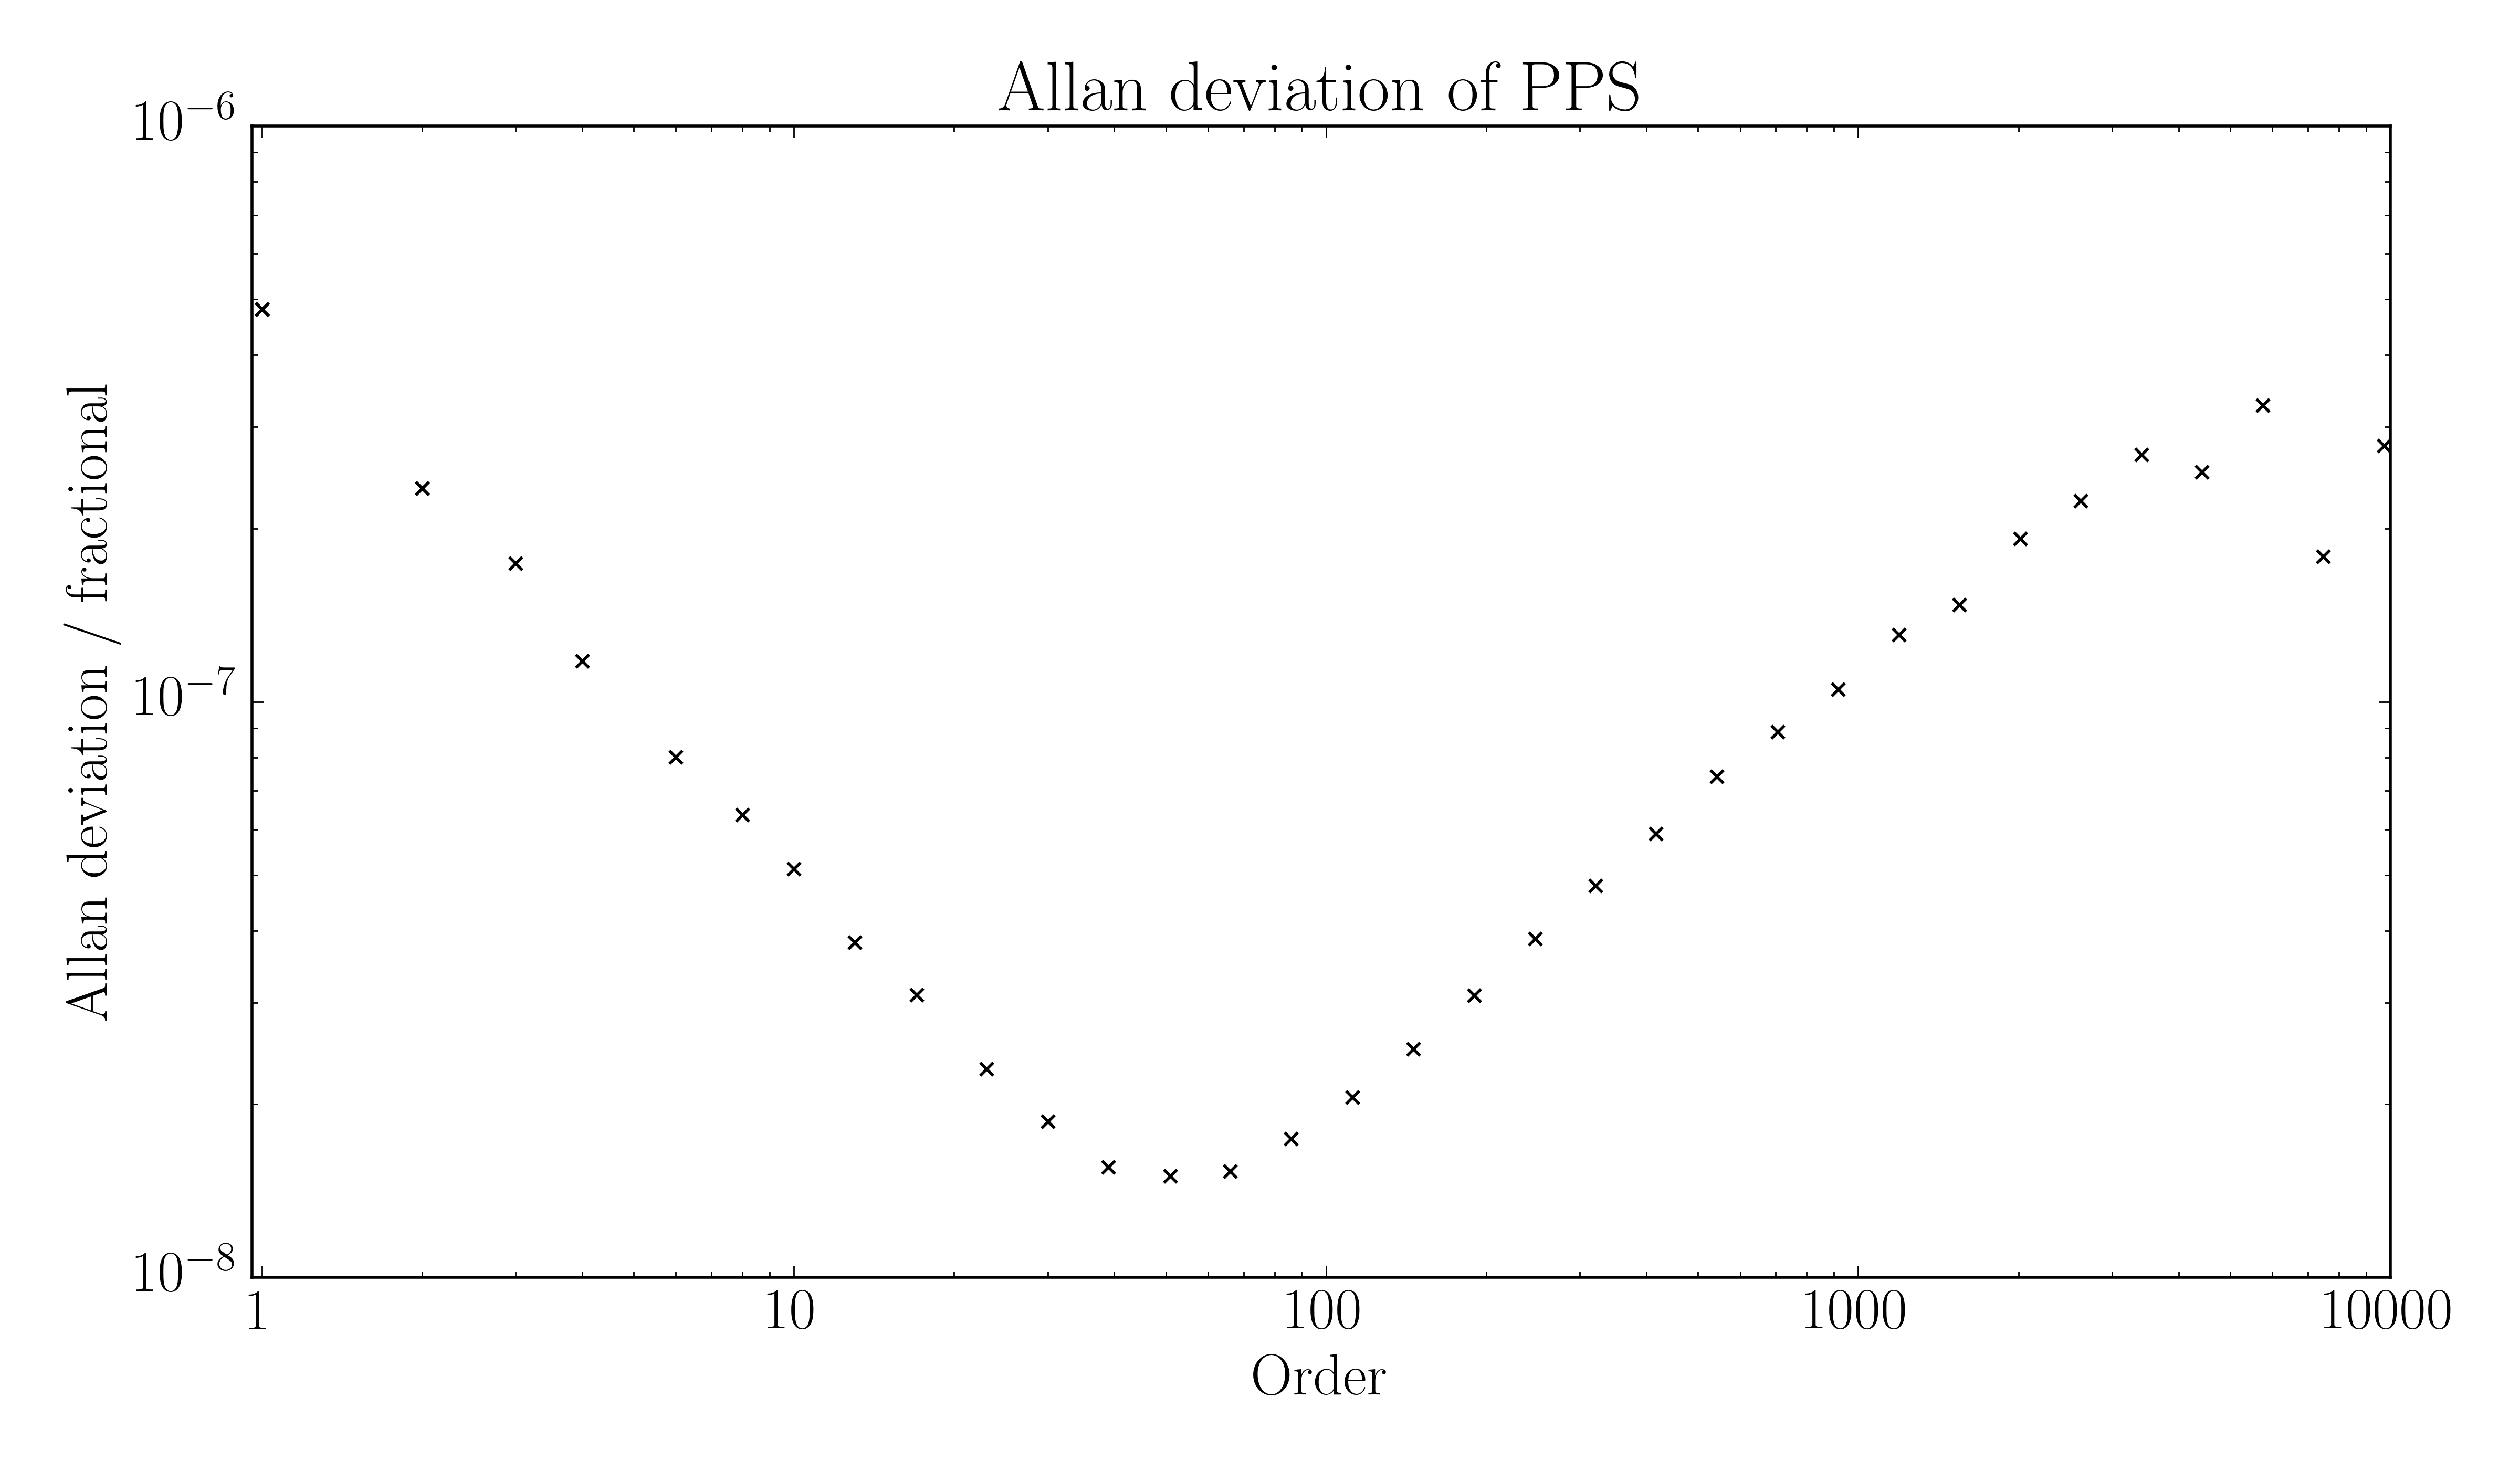 Allan deviation of PPS
Allan deviation / fractional
10⁻⁶
10⁻⁷
10⁻⁸
1 10 100 1000 10000
Order